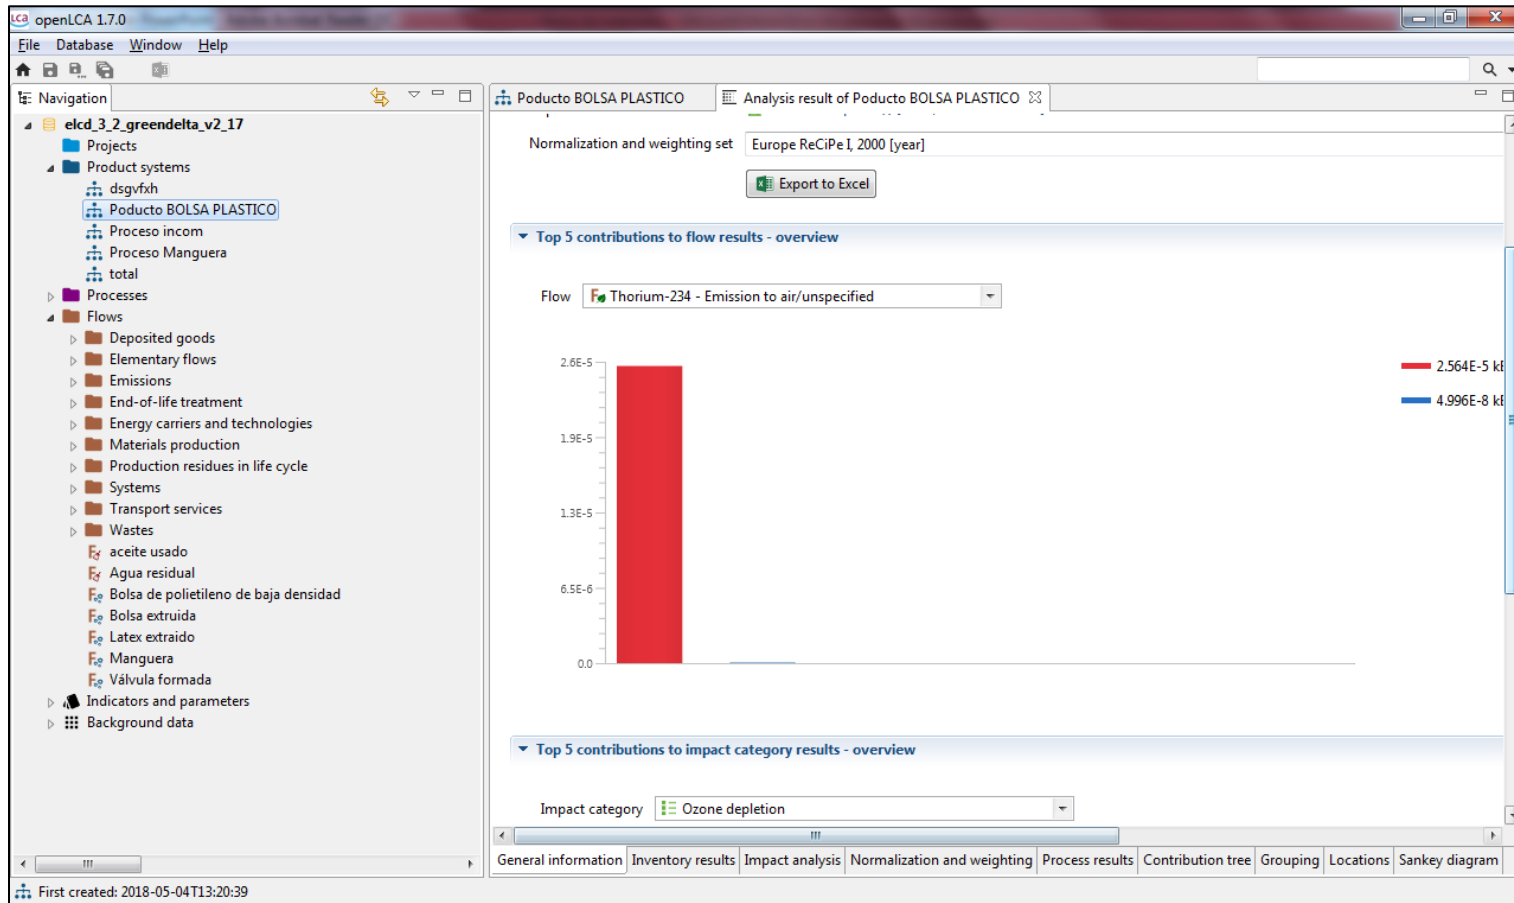 openLCA 1.7.0
File Database Window Help
Navigation
elcd_3_2_greendelta_v2_17
Projects
Product systems
dsgvfxh
Poducto BOLSA PLASTICO
Proceso incom
Proceso Manguera
total
Processes
Flows
Deposited goods
Elementary flows
Emissions
End-of-life treatment
Energy carriers and technologies
Materials production
Production residues in life cycle
Systems
Transport services
Wastes
aceite usado
Agua residual
Bolsa de polietileno de baja densidad
Bolsa extruida
Latex extraido
Manguera
Válvula formada
Indicators and parameters
Background data
Poducto BOLSA PLASTICO
Analysis result of Poducto BOLSA PLASTICO
Normalization and weighting set Europe ReCiPe I, 2000 [year]
Export to Excel
Top 5 contributions to flow results - overview
Flow Thorium-234 - Emission to air/unspecified
2.6E-5
1.9E-5
1.3E-5
6.5E-6
0.0
2.564E-5
4.996E-8
Top 5 contributions to impact category results - overview
Impact category Ozone depletion
General information Inventory results Impact analysis Normalization and weighting Process results Contribution tree Grouping Locations Sankey diagram
First created: 2018-05-04T13:20:39